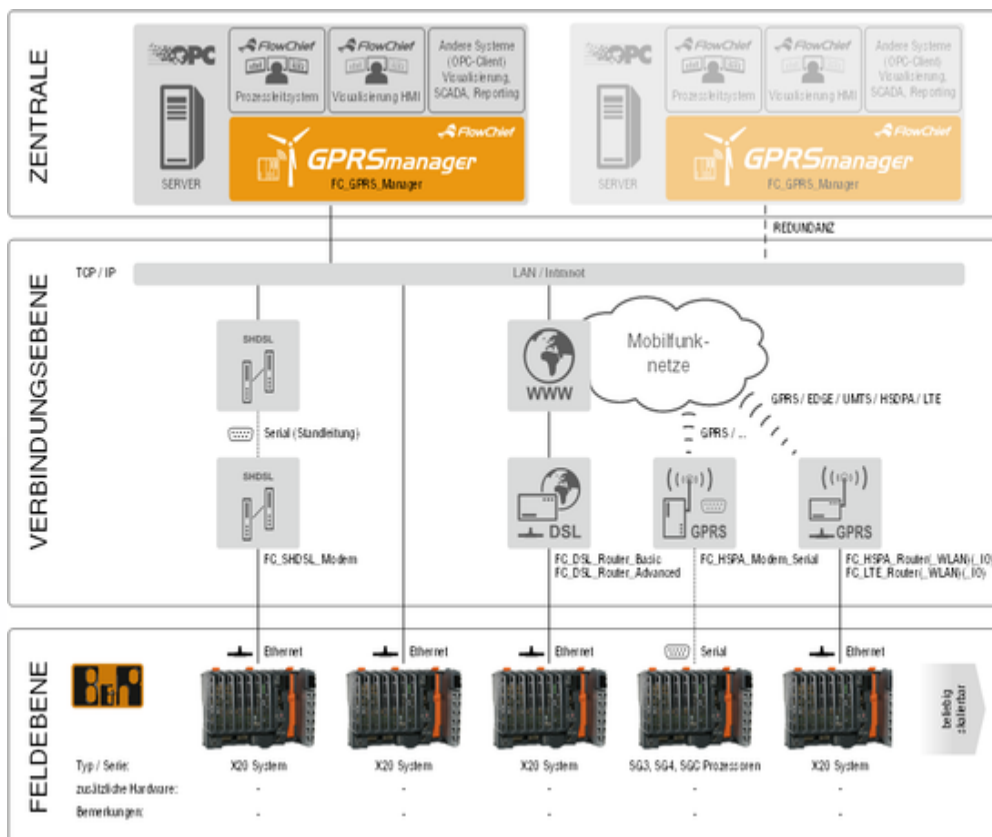 ZENTRALE
OPC
SERVER
FlowChief
Prozessleitsystem
FlowChief
Visualisierung HMI
Andere Systeme
(OPC-Client)
Visualisierung,
SCADA, Reporting
FlowChief
GPRSmanager
FC_GPRS_Manager
OPC
SERVER
FlowChief
Prozessleitsystem
FlowChief
Visualisierung HMI
Andere Systeme
(OPC-Client)
Visualisierung,
SCADA, Reporting
FlowChief
GPRSmanager
FC_GPRS_Manager
REDUNDANZ
VERBINDUNGSEBENE
TCP / IP
LAN / Intranet
SHDSL
Serial (Standleitung)
SHDSL
FC_SHDSL_Modem
WWW
Mobilfunk-
netze
GPRS / EDGE / UMTS / HSDPA / LTE
GPRS / ...
DSL
FC_DSL_Router_Basic
FC_DSL_Router_Advanced
GPRS
FC_HSPA_Modem_Serial
GPRS
FC_HSPA_Router(_WLAN)(_IO)
FC_LTE_Router(_WLAN)(_IO)
FELDEBENE
B&R
Ethernet
Ethernet
Ethernet
Serial
Ethernet
beliebig
skalierbar
Typ / Serie:
X20 System
X20 System
X20 System
SG3, SG4, SGC Prozessoren
X20 System
zusätzliche Hardware:
-
-
-
-
-
Bemerkungen:
-
-
-
-
-